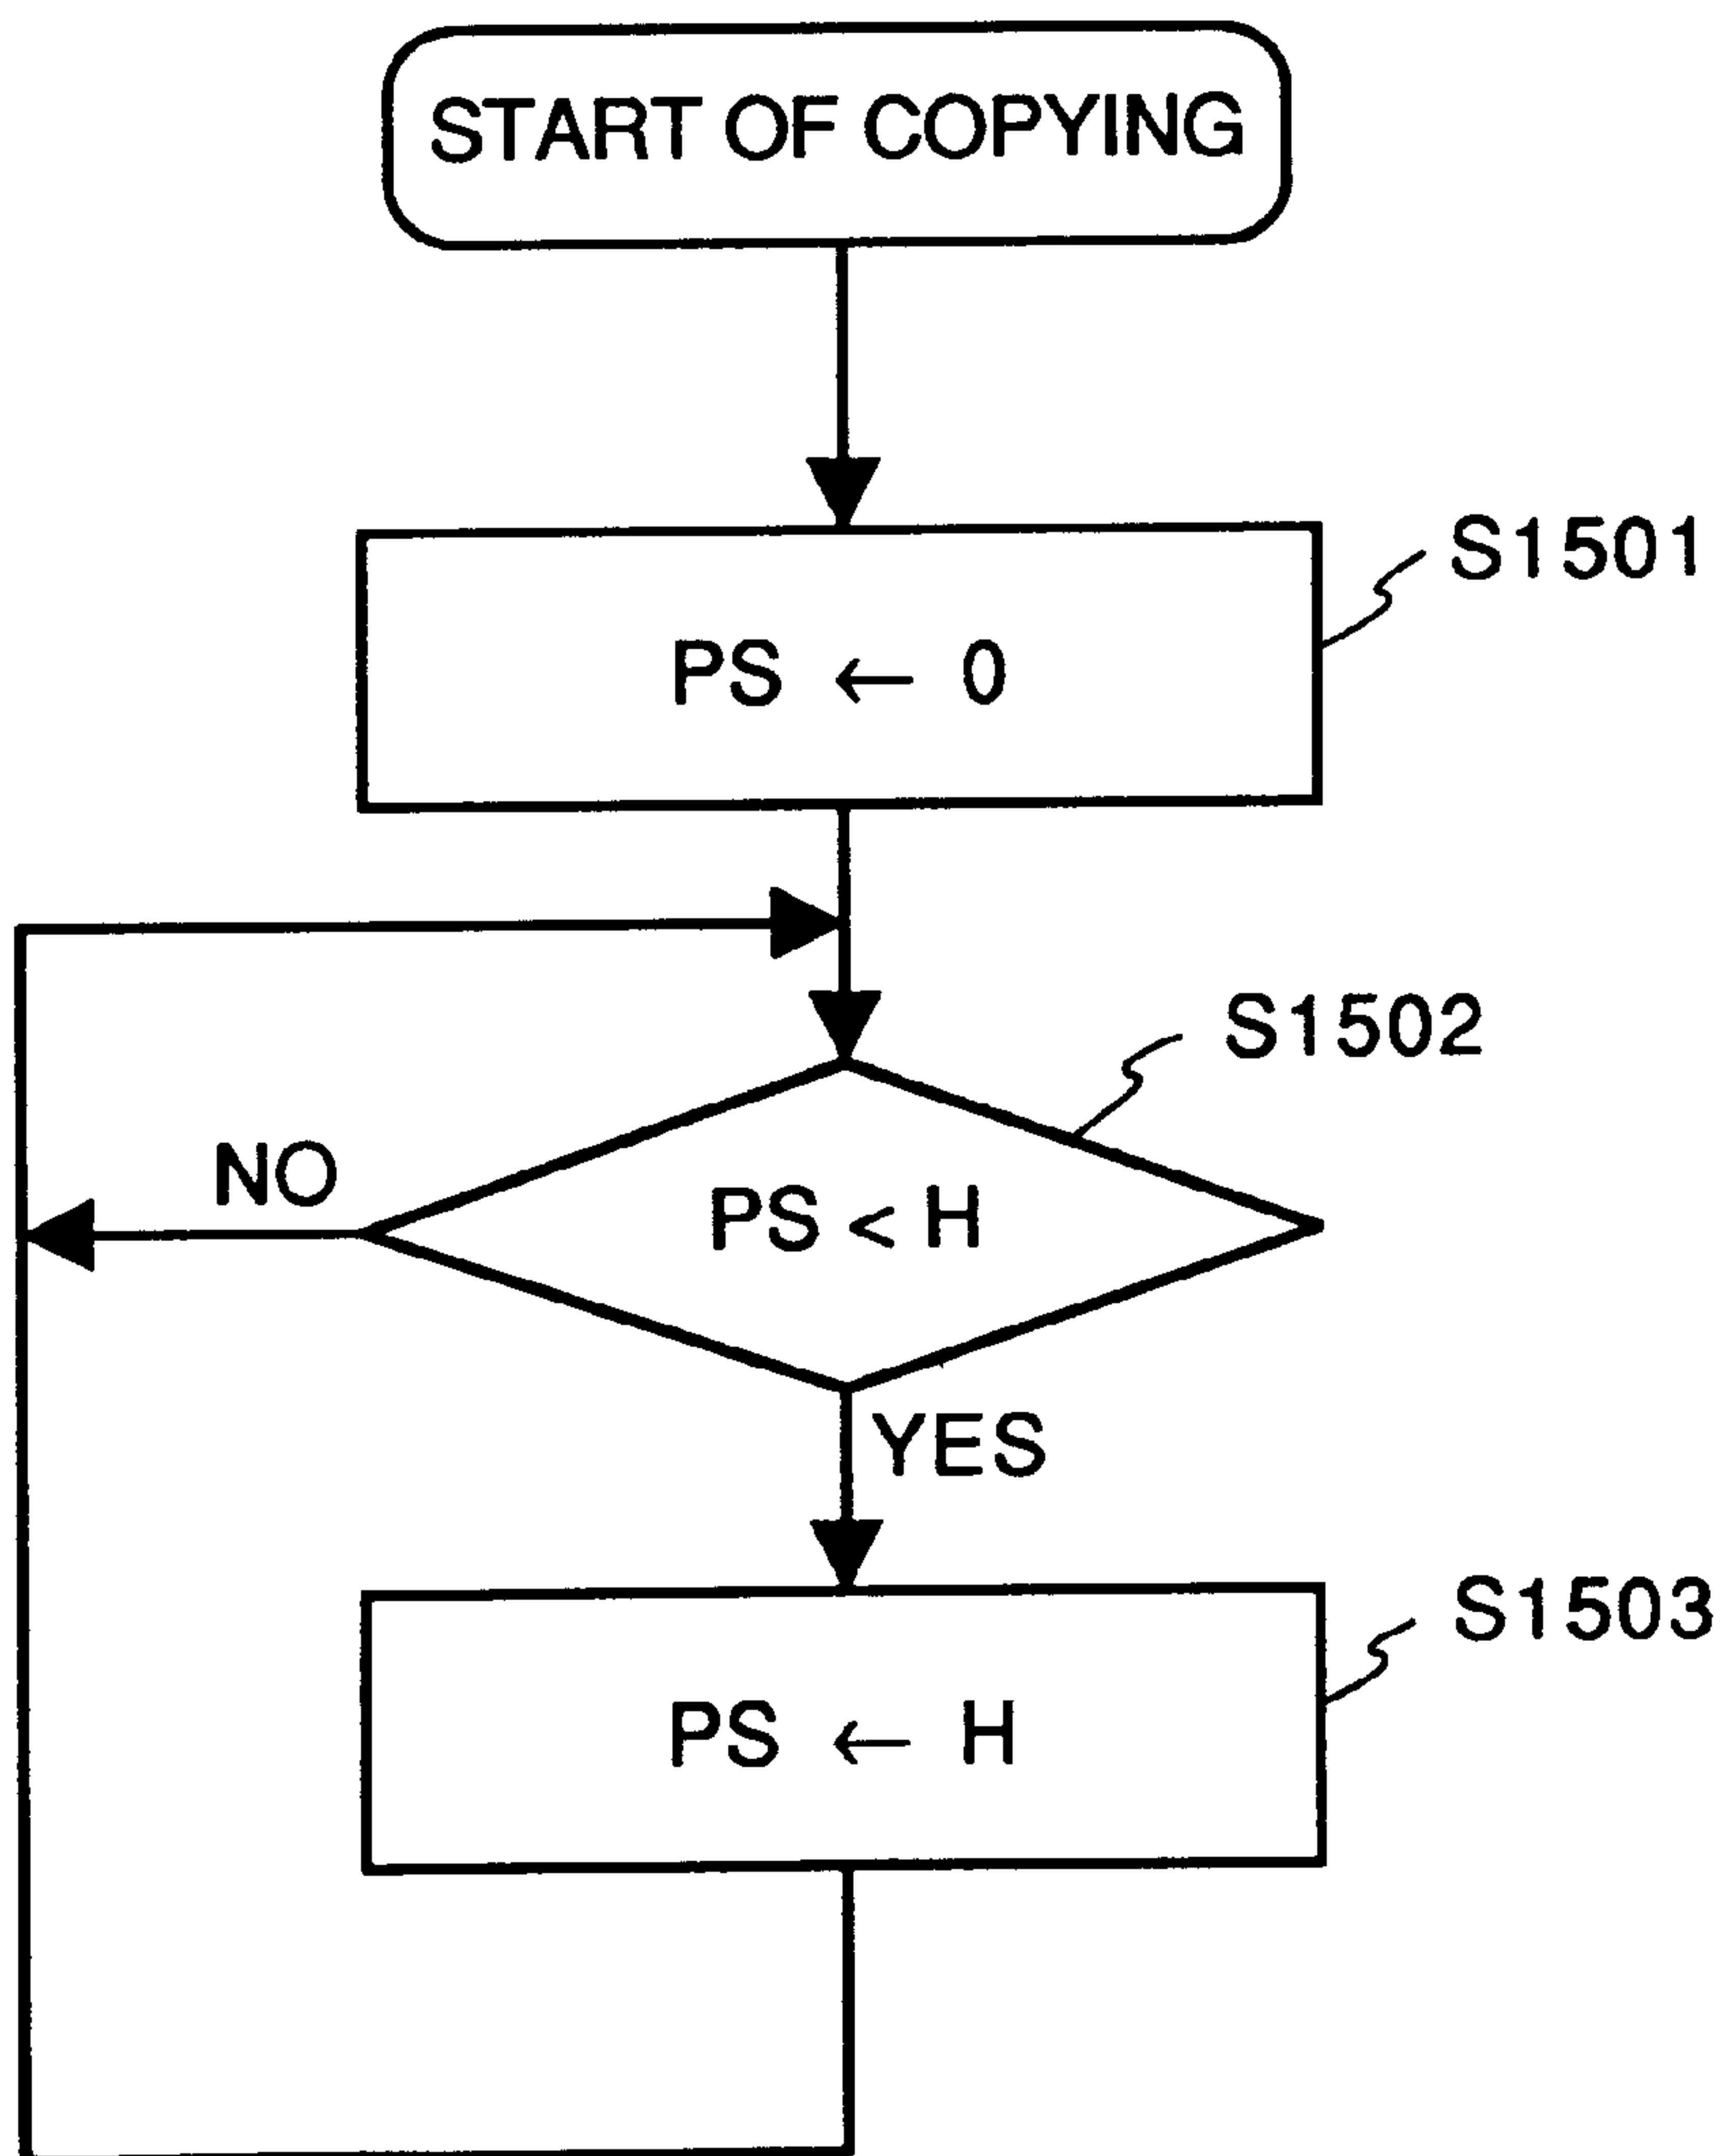 START OF COPYING
S1501
PS ← 0
S1502
NO
PS < H
YES
S1503
PS ← H